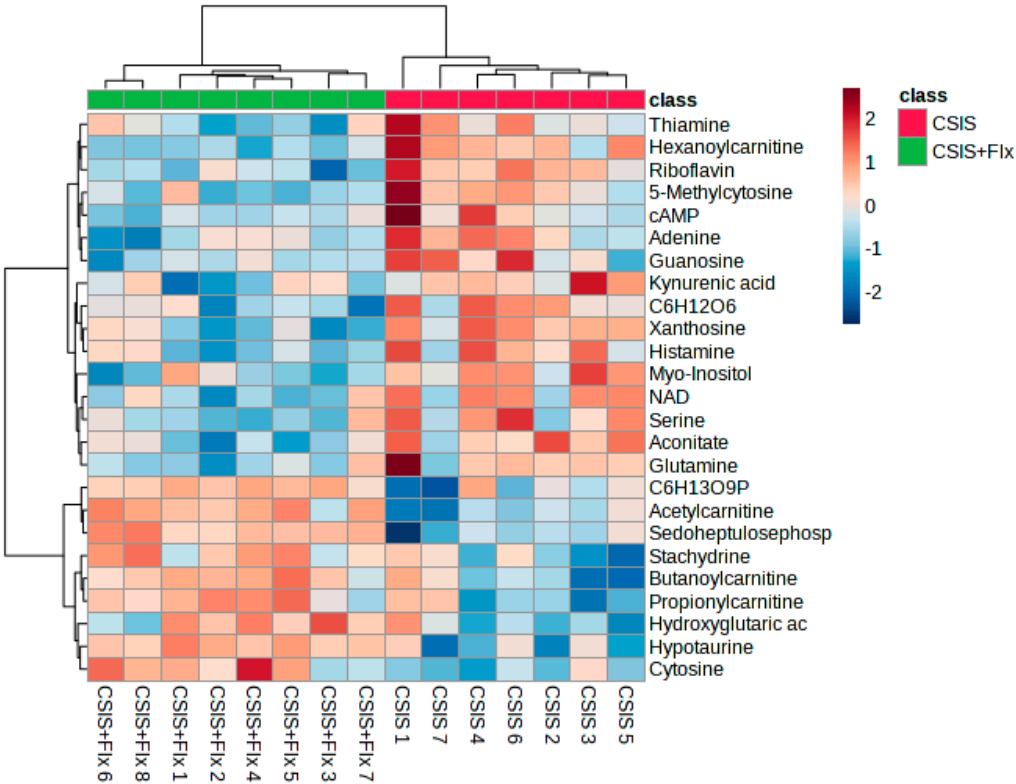 class
Thiamine
Hexanoylcarnitine
Riboflavin
5-Methylcytosine
cAMP
Adenine
Guanosine
Kynurenic acid
C6H12O6
Xanthosine
Histamine
Myo-Inositol
NAD
Serine
Aconitate
Glutamine
C6H13O9P
Acetylcarnitine
Sedoheptulosephosp
Stachydrine
Butanoylcarnitine
Propionylcarnitine
Hydroxyglutaric ac
Hypotaurine
Cytosine
CSIS+Flx 6
CSIS+Flx 8
CSIS+Flx 1
CSIS+Flx 2
CSIS+Flx 4
CSIS+Flx 5
CSIS+Flx 3
CSIS+Flx 7
CSIS 1
CSIS 7
CSIS 4
CSIS 6
CSIS 2
CSIS 3
CSIS 5
2
1
0
-1
-2
class
CSIS
CSIS+Flx